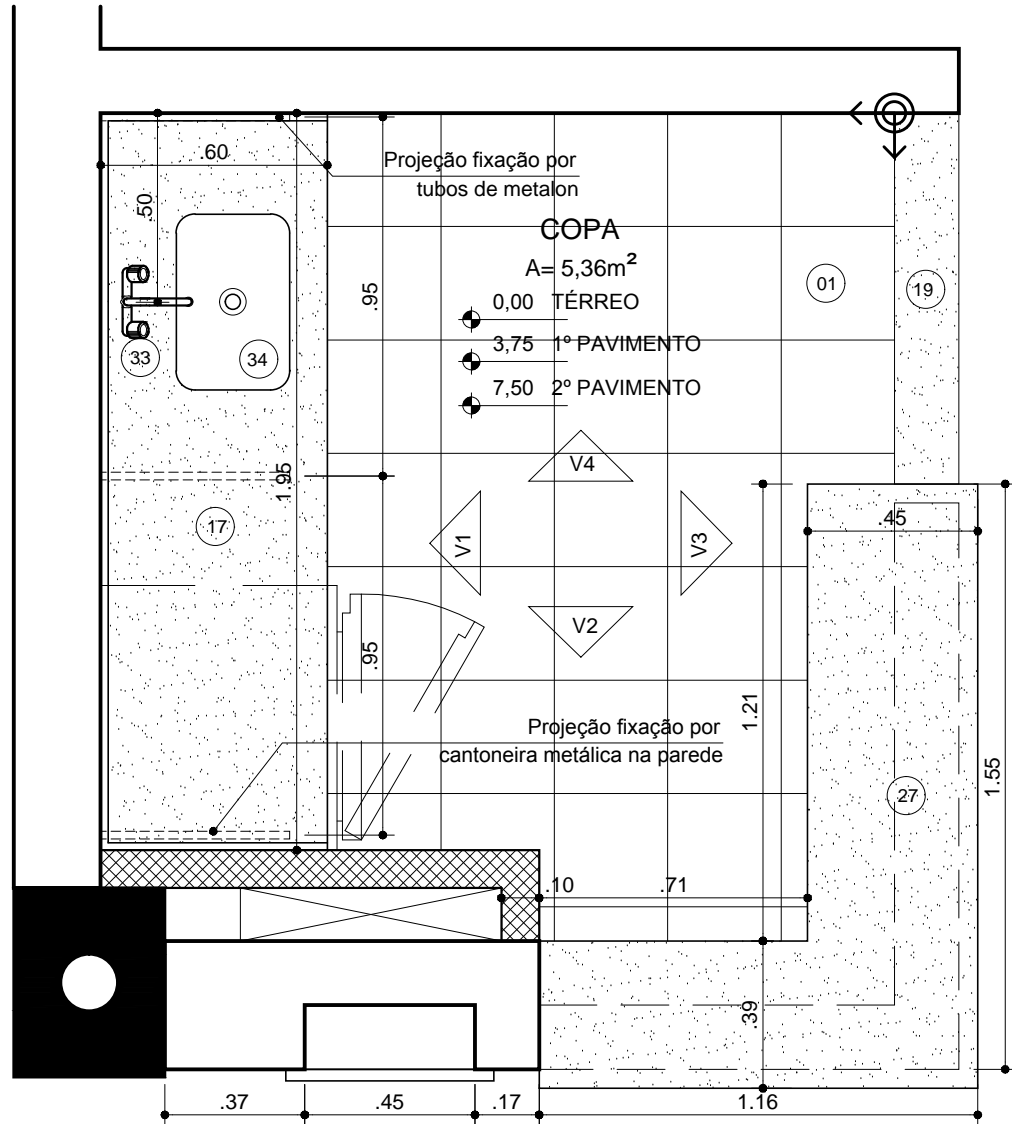 .60
Projeção fixação por
tubos de metalon
.50
COPA
A= 5,36m²
01
19
.95
0,00 TÉRREO
33
34
3,75 1º PAVIMENTO
7,50 2º PAVIMENTO
V4
1.95
17
V1
V3
.45
V2
.95
1.21
Projeção fixação por
cantoneira metálica na parede
1.55
27
.10
.71
.39
.37
.45
.17
1.16